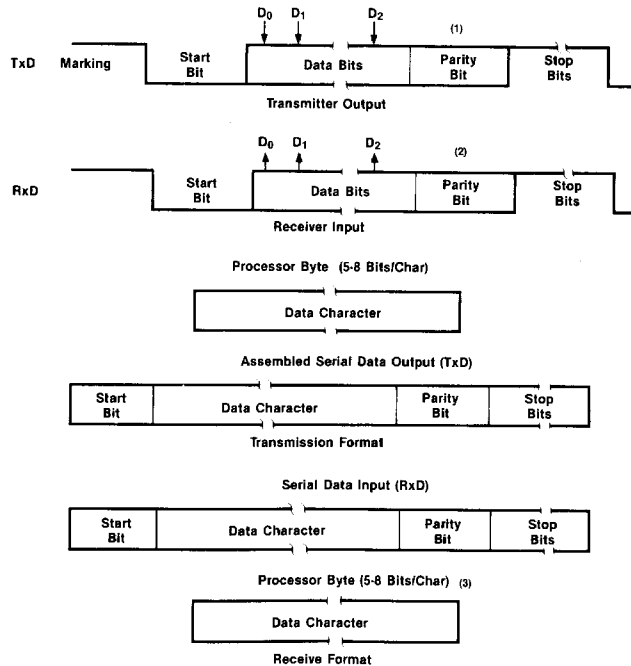 D0 D1 D2 (1)
TxD Marking Start Bit Data Bits Parity Bit Stop Bits
Transmitter Output
D0 D1 D2 (2)
RxD Start Bit Data Bits Parity Bit Stop Bits
Receiver Input
Processor Byte (5-8 Bits/Char)
Data Character
Assembled Serial Data Output (TxD)
Start Bit Data Character Parity Bit Stop Bits
Transmission Format
Serial Data Input (RxD)
Start Bit Data Character Parity Bit Stop Bits
Processor Byte (5-8 Bits/Char) (3)
Data Character
Receive Format